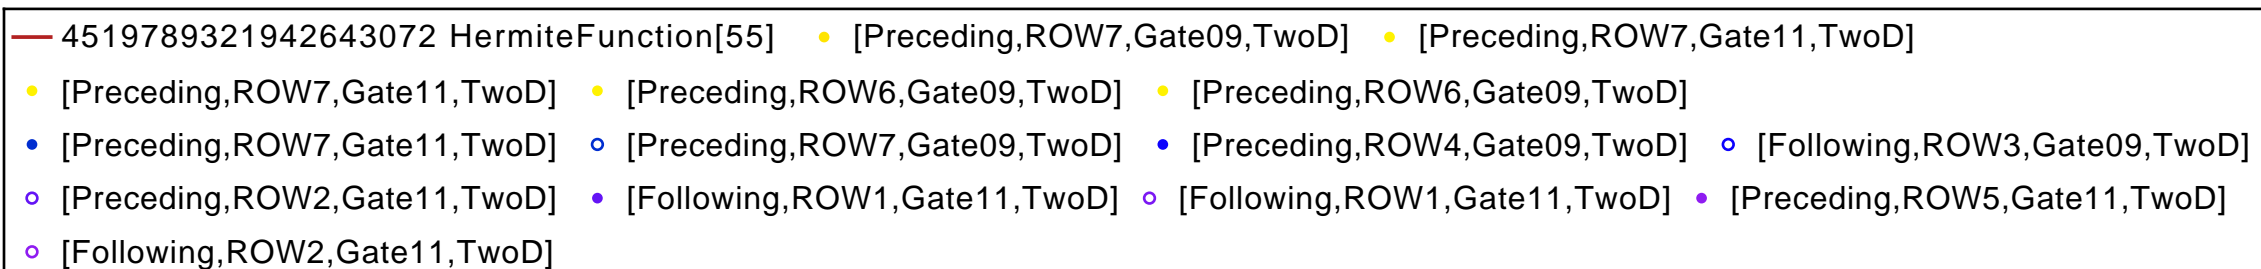 4519789321942643072 HermiteFunction[55] [Preceding,ROW7,Gate09,TwoD] [Preceding,ROW7,Gate11,TwoD]
[Preceding,ROW7,Gate11,TwoD] [Preceding,ROW6,Gate09,TwoD] [Preceding,ROW6,Gate09,TwoD]
[Preceding,ROW7,Gate11,TwoD] [Preceding,ROW7,Gate09,TwoD] [Preceding,ROW4,Gate09,TwoD] [Following,ROW3,Gate09,TwoD]
[Preceding,ROW2,Gate11,TwoD] [Following,ROW1,Gate11,TwoD] [Following,ROW1,Gate11,TwoD] [Preceding,ROW5,Gate11,TwoD]
[Following,ROW2,Gate11,TwoD]